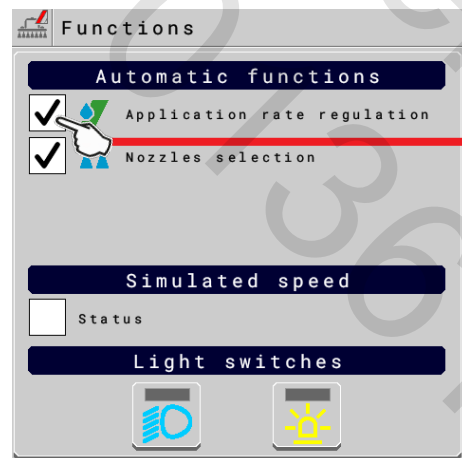 Functions
Automatic functions
Application rate regulation
Nozzles selection
Simulated speed
Status
Light switches